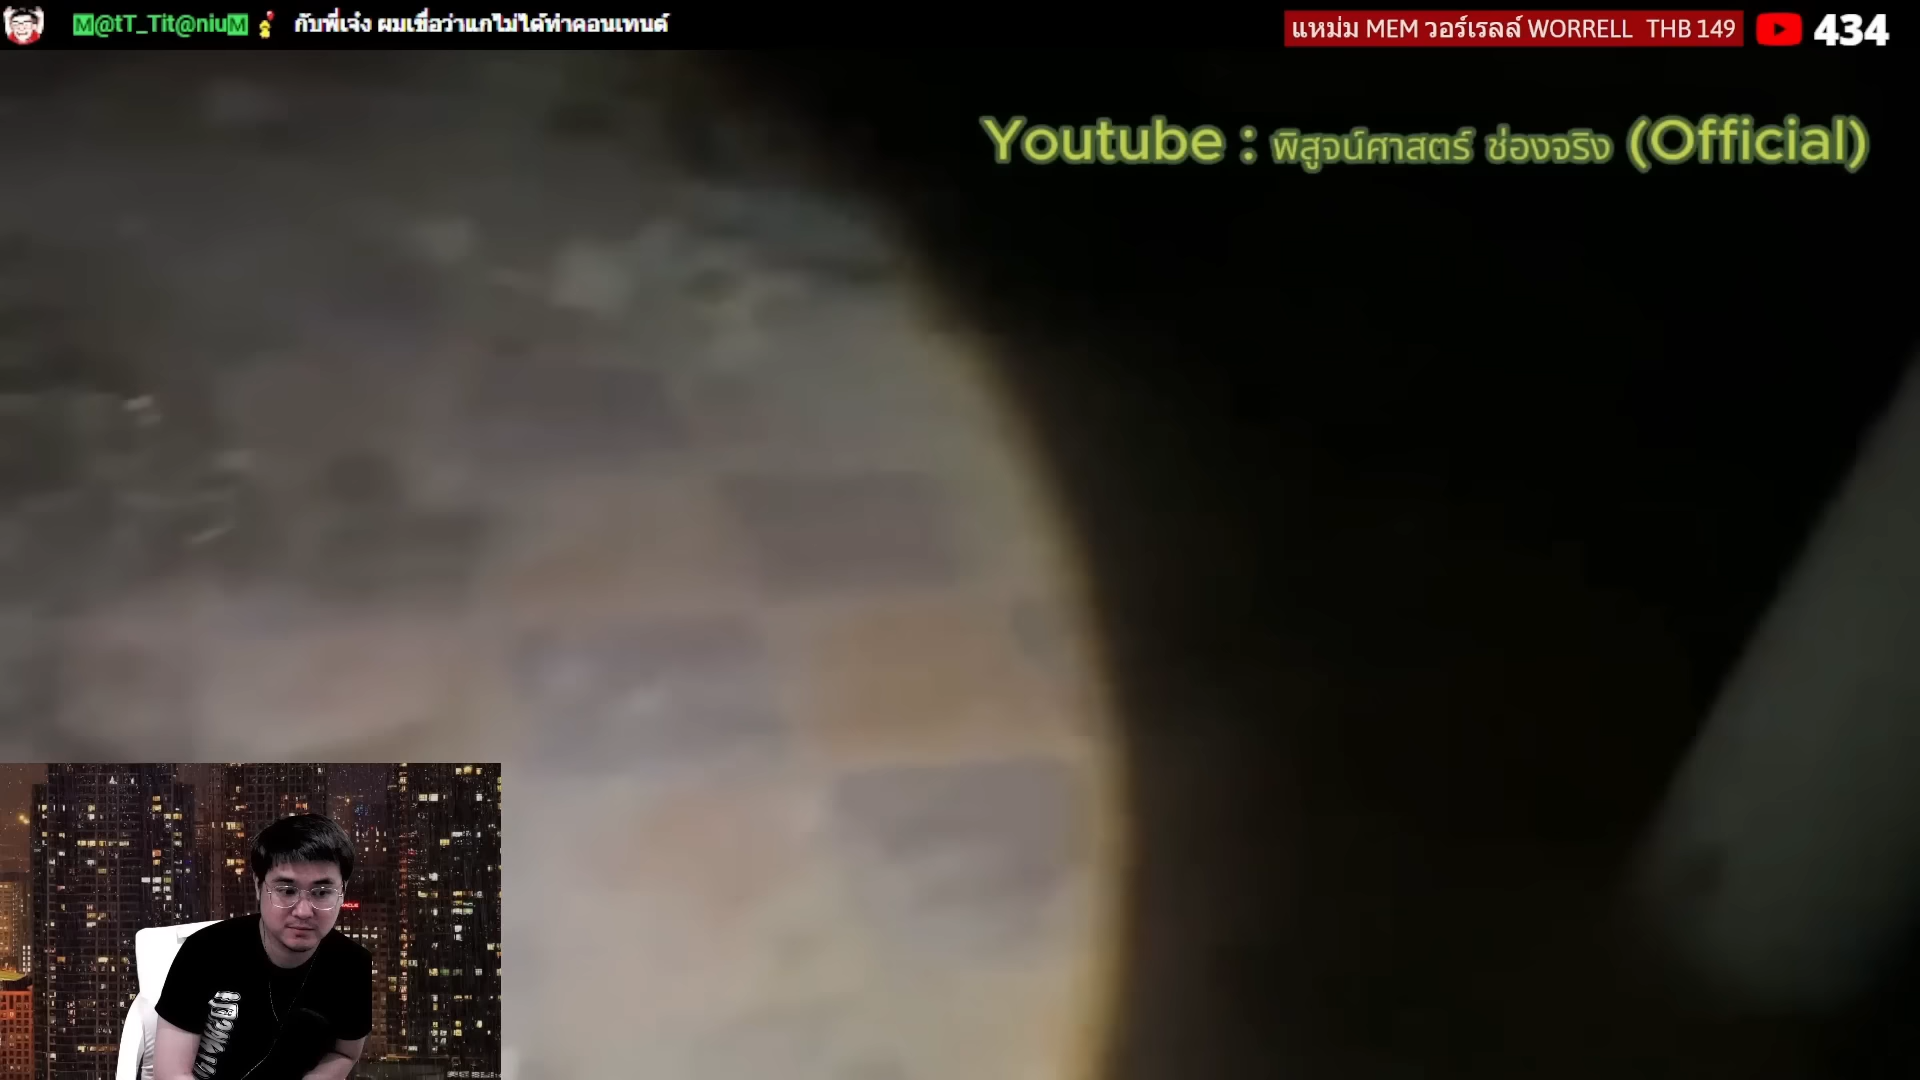 M@tT_Tit@niuM กับพี่เจ๋ง ผมเชื่อว่าแกไม่ได้ทำคอนเทนต์
แหม่ม MEM วอร์เรลล์ WORRELL THB 149
434
Youtube : พิสูจน์ศาสตร์ ช่องจริง (Official)